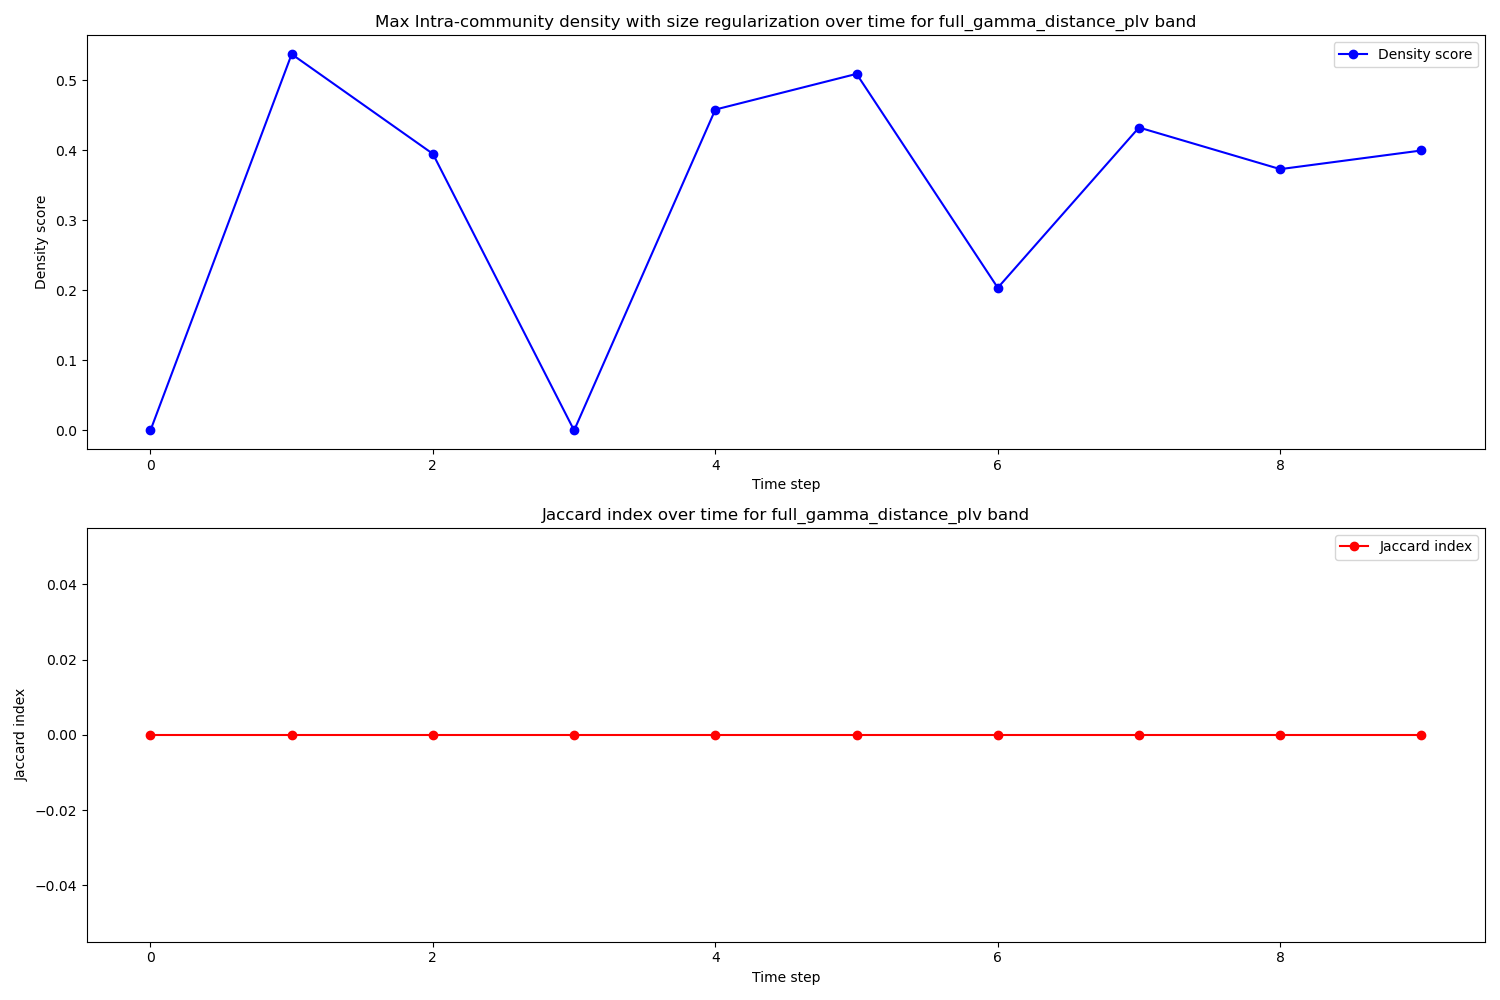 Max Intra-community density with size regularization over time for full_gamma_distance_plv band
Density score
0.5
0.4
0.3
0.2
0.1
0.0
Density score
0 2 4 6 8
Time step
Jaccard index over time for full_gamma_distance_plv band
Jaccard index
0.04
0.02
0.00
−0.02
−0.04
Jaccard index
0 2 4 6 8
Time step